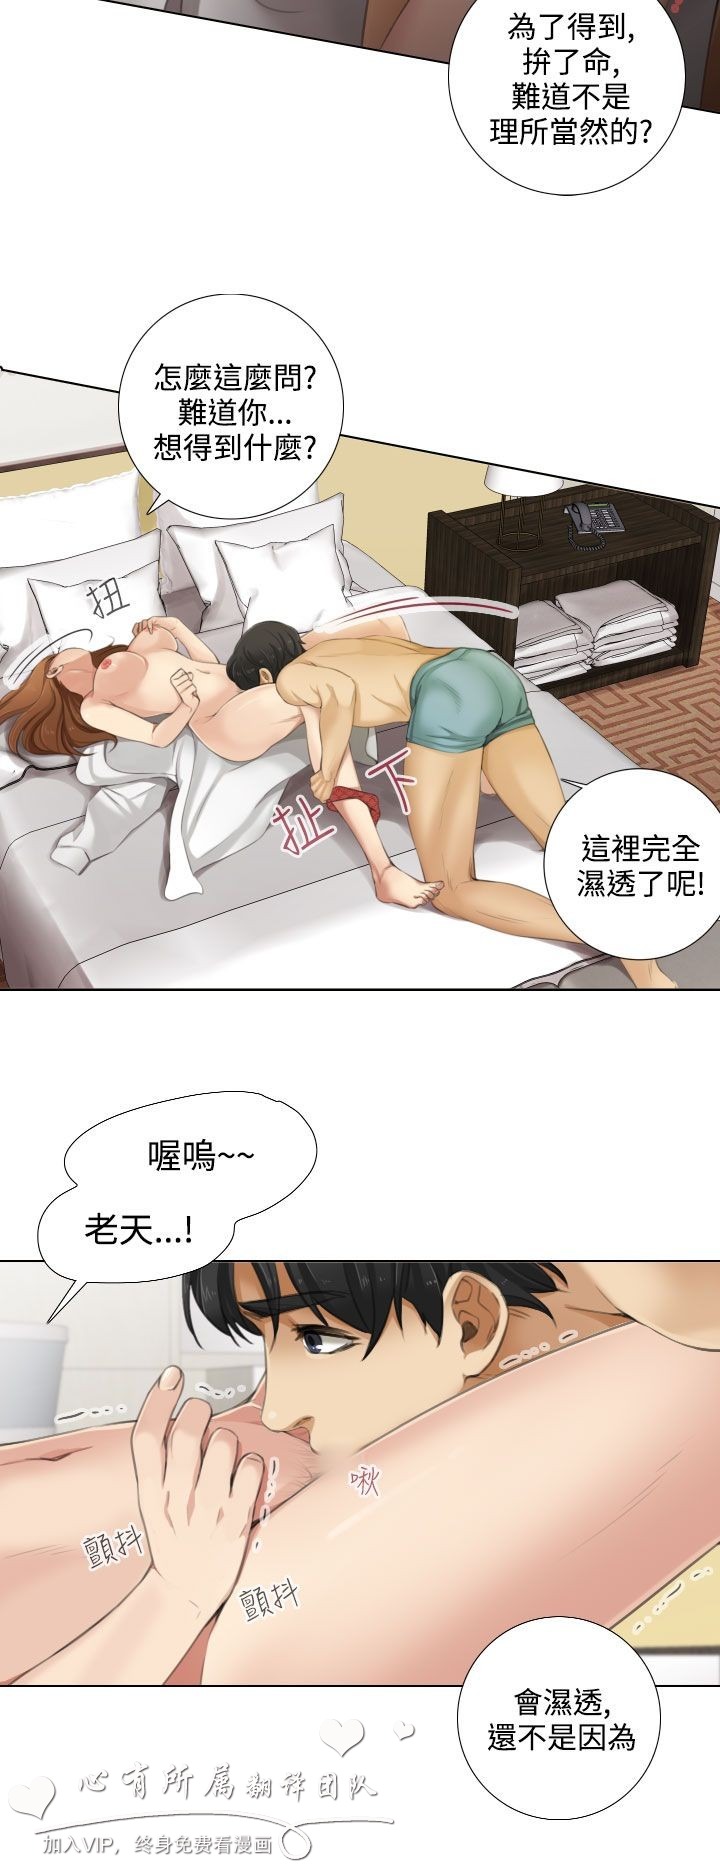 為了得到,
拚了命,
難道不是
理所當然的?
怎麼這麼問?
難道你...
想得到什麼?
扭
扯下
這裡完全
濕透了呢!
喔嗚~~
老天...!
啾
顫抖
顫抖
會濕透,
還不是因為
心有所属翻译团队
加入VIP，终身免费看漫画